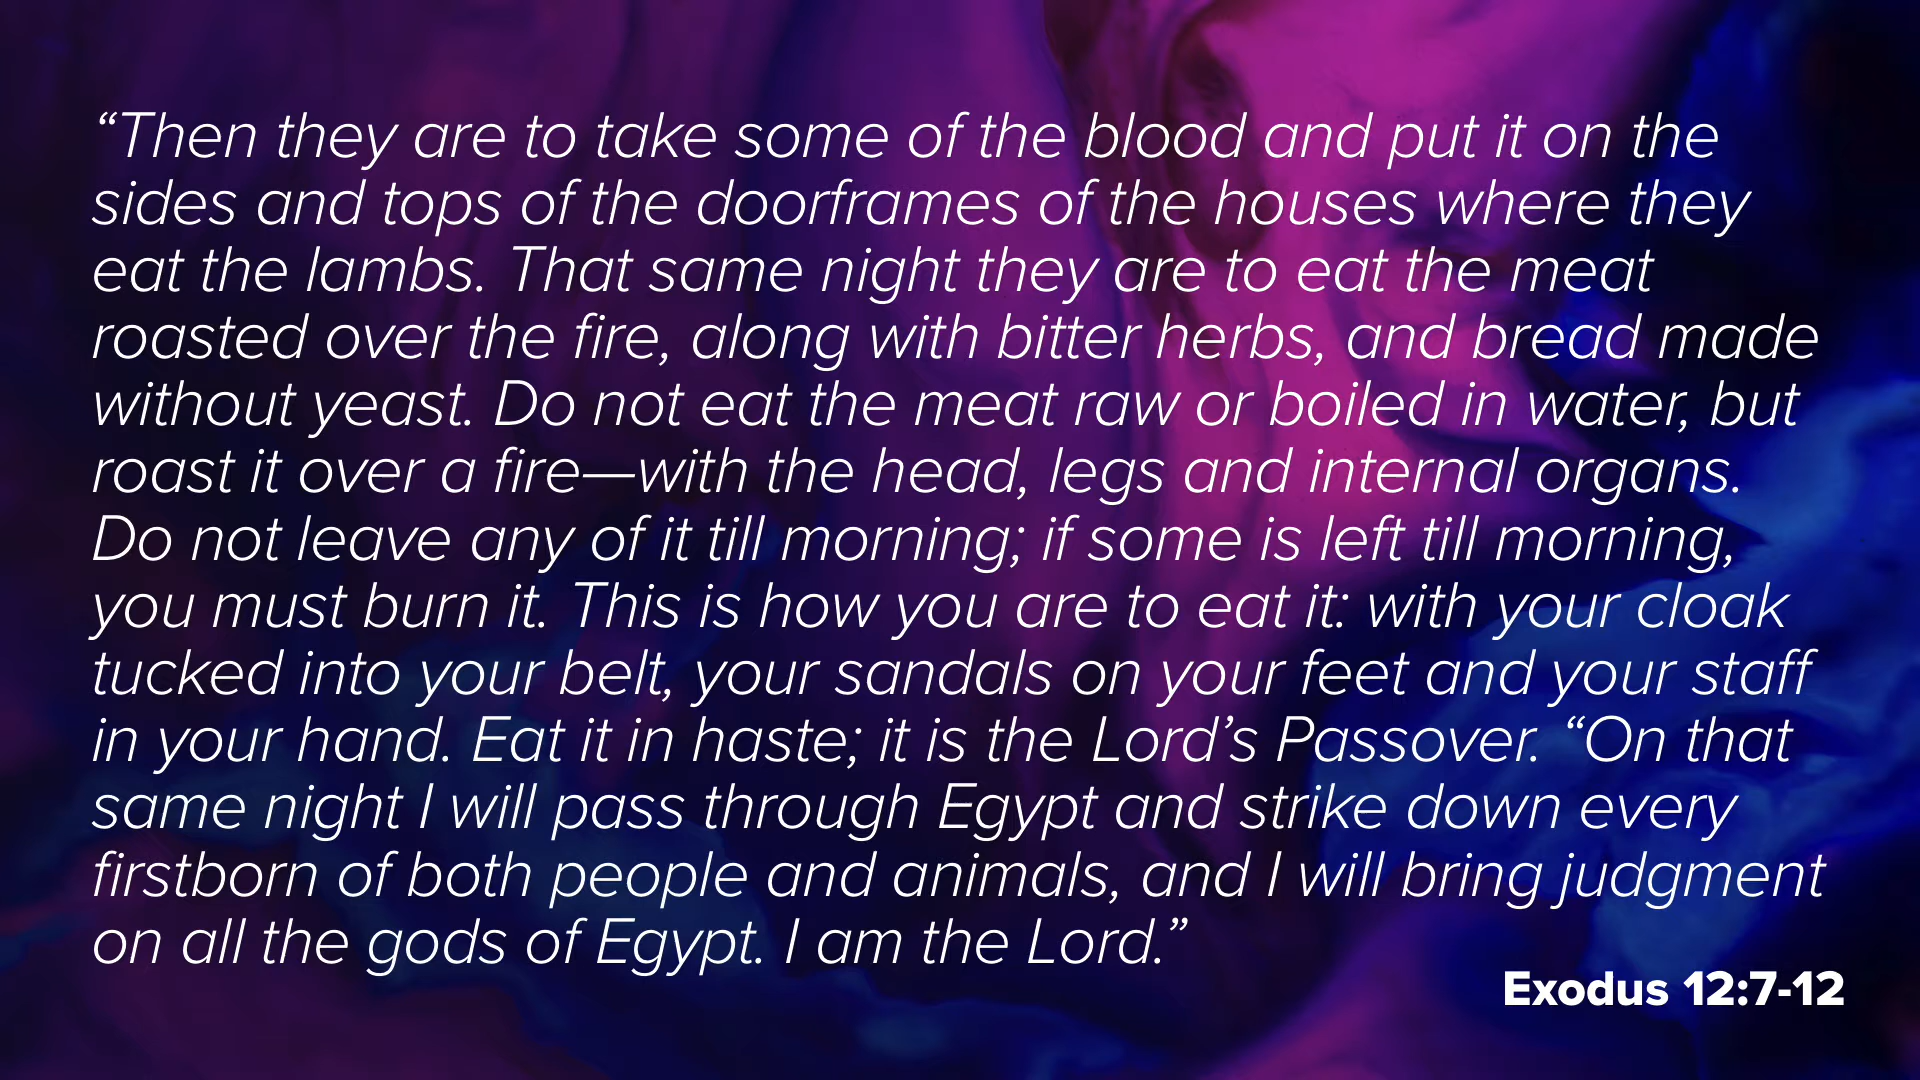 “Then they are to take some of the blood and put it on the
sides and tops of the doorframes of the houses where they
eat the lambs. That same night they are to eat the meat
roasted over the fire, along with bitter herbs, and bread made
without yeast. Do not eat the meat raw or boiled in water, but
roast it over a fire—with the head, legs and internal organs.
Do not leave any of it till morning; if some is left till morning,
you must burn it. This is how you are to eat it: with your cloak
tucked into your belt, your sandals on your feet and your staff
in your hand. Eat it in haste; it is the Lord’s Passover. “On that
same night I will pass through Egypt and strike down every
firstborn of both people and animals, and I will bring judgment
on all the gods of Egypt. I am the Lord.”
Exodus 12:7-12